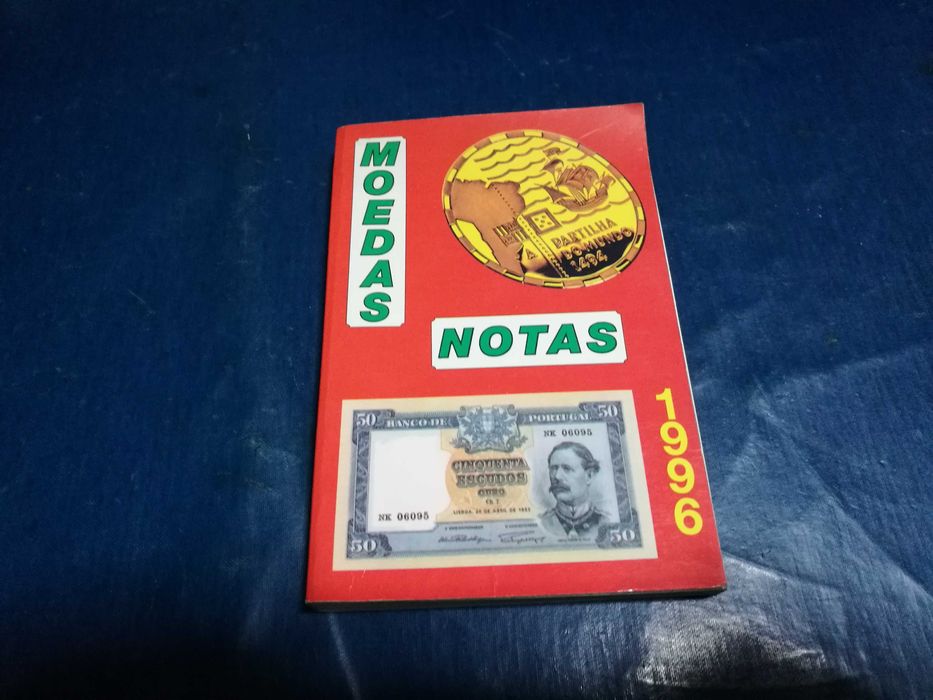 MOEDAS
PARTILHA
DO MUNDO
1494
NOTAS
1996
50 BANCO DE PORTUGAL 50
NK 06095
CINQUENTA
ESCUDOS
OURO
NK 06095
50 50